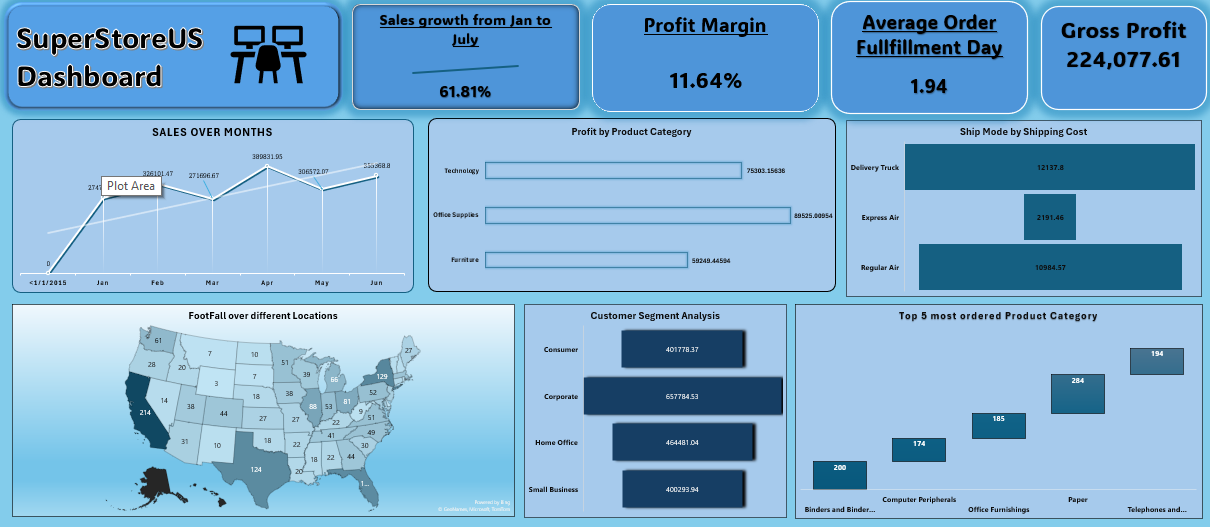 SuperStoreUS
Dashboard
Sales growth from Jan to
July
61.81%
Profit Margin
11.64%
Average Order
Fullfillment Day
1.94
Gross Profit
224,077.61
SALES OVER MONTHS
0
326101.47
271696.67
389831.95
306572.07
Plot Area
<1/1/2015 Jan Feb Mar Apr May Jun
Profit by Product Category
Technology 75303.15636
Office Supplies 89525.00954
Furniture 59249.44594
Ship Mode by Shipping Cost
Delivery Truck 12137.8
Express Air 2191.46
Regular Air 10984.57
FootFall over different Locations
61
7
10
51
27
28
20
39
66
129
3
7
214
14
38
44
18
38
88
53
81
52
9
51
27
27
22
49
31
10
18
22
41
30
124
20
18
22
44
1...
Powered by Bing
© GeoNames, Microsoft, TomTom
Customer Segment Analysis
Consumer 401778.37
Corporate 657784.53
Home Office 464481.04
Small Business 400293.94
Top 5 most ordered Product Category
194
284
185
174
200
Computer Peripherals Paper
Binders and Binder... Office Furnishings Telephones and...